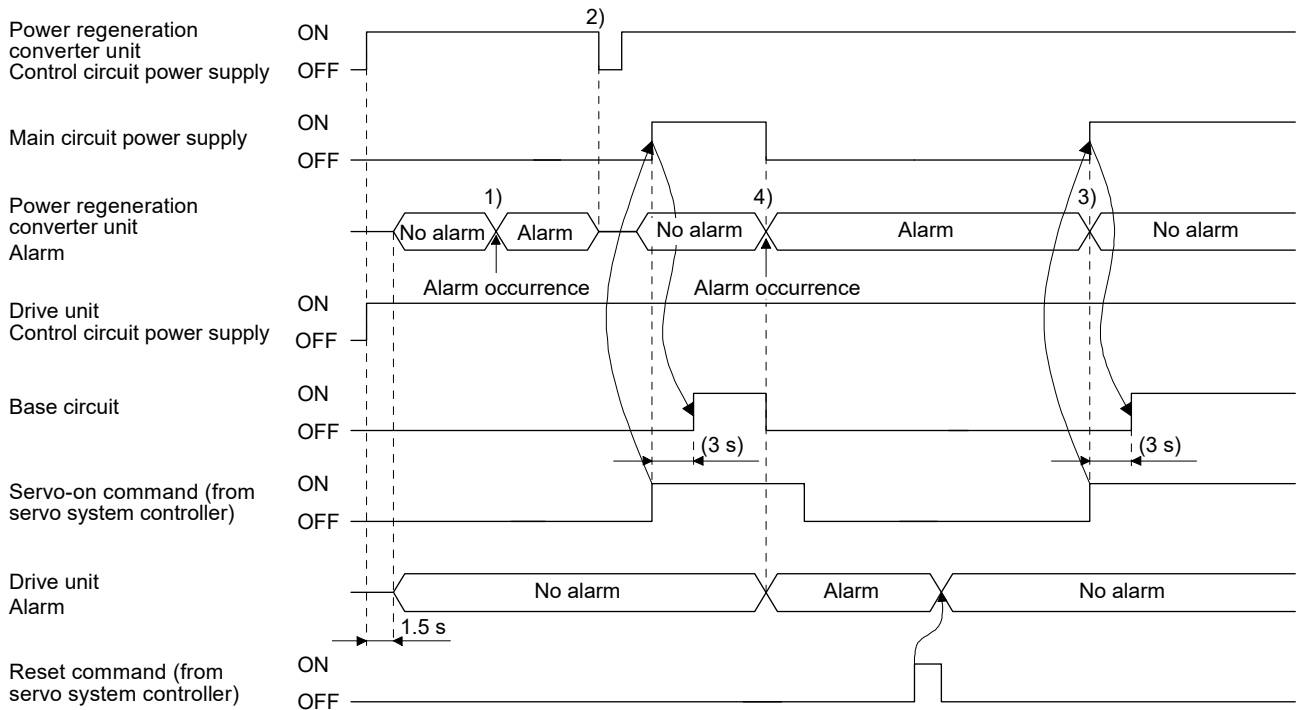 Power regeneration
converter unit
Control circuit power supply
ON
OFF
2)
Main circuit power supply
ON
OFF
Power regeneration
converter unit
Alarm
1)
4)
3)
No alarm
Alarm
No alarm
Alarm
No alarm
Alarm occurrence
Alarm occurrence
Drive unit
Control circuit power supply
ON
OFF
Base circuit
ON
OFF
(3 s)
(3 s)
Servo-on command (from
servo system controller)
ON
OFF
Drive unit
Alarm
No alarm
Alarm
No alarm
1.5 s
Reset command (from
servo system controller)
ON
OFF